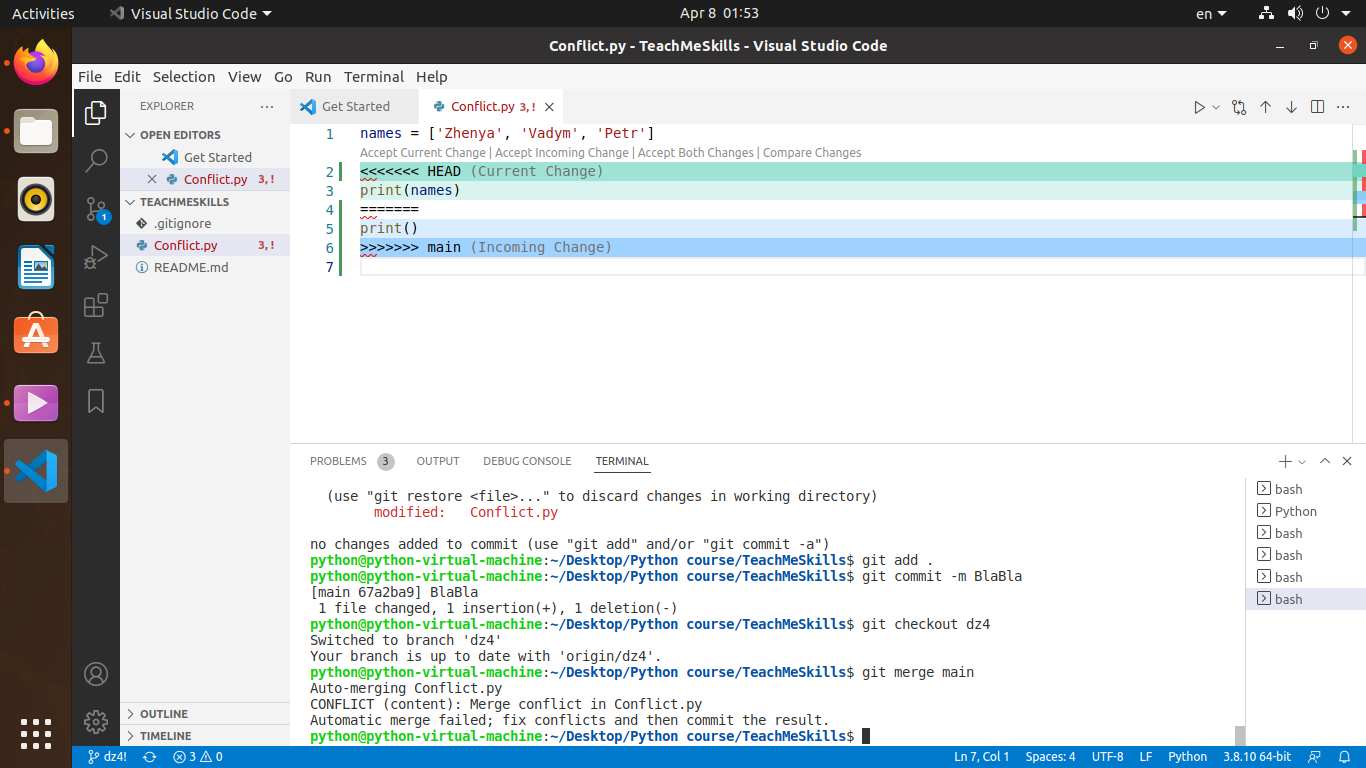 Activities
Visual Studio Code
Apr 8 01:53
en
Conflict.py - TeachMeSkills - Visual Studio Code
File Edit Selection View Go Run Terminal Help
EXPLORER
OPEN EDITORS
Get Started
Conflict.py 3, !
TEACHMESKILLS
.gitignore
Conflict.py 3, !
README.md
OUTLINE
TIMELINE
1
Get Started
Conflict.py 3, !
1 names = ['Zhenya', 'Vadym', 'Petr']
Accept Current Change | Accept Incoming Change | Accept Both Changes | Compare Changes
2 <<<<<<< HEAD (Current Change)
3 print(names)
4 =======
5 print()
6 >>>>>>> main (Incoming Change)
7
PROBLEMS 3 OUTPUT DEBUG CONSOLE TERMINAL
(use "git restore <file>..." to discard changes in working directory)
modified: Conflict.py
no changes added to commit (use "git add" and/or "git commit -a")
python@python-virtual-machine:~/Desktop/Python course/TeachMeSkills$ git add .
python@python-virtual-machine:~/Desktop/Python course/TeachMeSkills$ git commit -m BlaBla
[main 67a2ba9] BlaBla
1 file changed, 1 insertion(+), 1 deletion(-)
python@python-virtual-machine:~/Desktop/Python course/TeachMeSkills$ git checkout dz4
Switched to branch 'dz4'
Your branch is up to date with 'origin/dz4'.
python@python-virtual-machine:~/Desktop/Python course/TeachMeSkills$ git merge main
Auto-merging Conflict.py
CONFLICT (content): Merge conflict in Conflict.py
Automatic merge failed; fix conflicts and then commit the result.
python@python-virtual-machine:~/Desktop/Python course/TeachMeSkills$
bash
Python
bash
bash
bash
bash
dz4! 3 0
Ln 7, Col 1 Spaces: 4 UTF-8 LF Python 3.8.10 64-bit